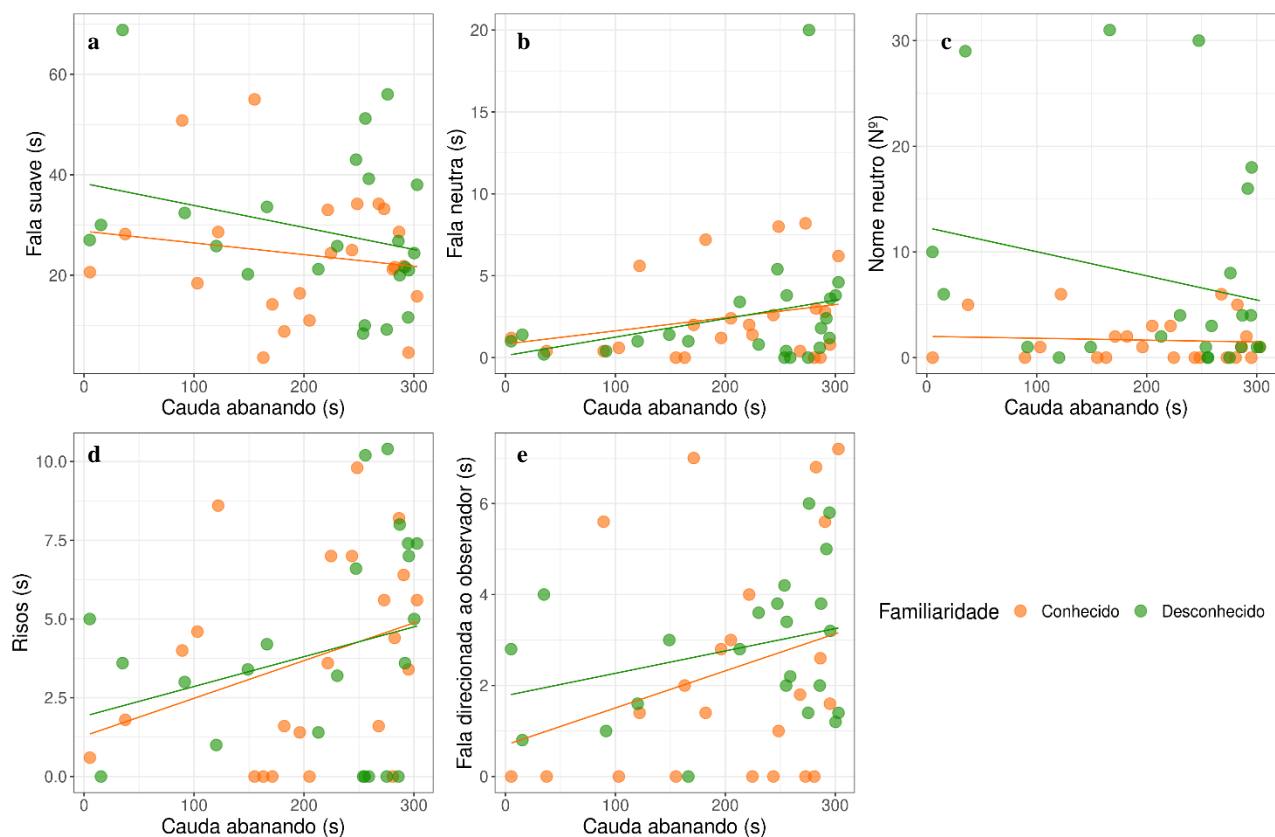 a
Fala suave (s)
60
40
20
0
100
200
300
Cauda abanando (s)
b
Fala neutra (s)
20
15
10
5
0
0
100
200
300
Cauda abanando (s)
c
Nome neutro (Nº)
30
20
10
0
0
100
200
300
Cauda abanando (s)
d
Risos (s)
10.0
7.5
5.0
2.5
0.0
0
100
200
300
Cauda abanando (s)
e
Fala direcionada ao observador (s)
6
4
2
0
0
100
200
300
Cauda abanando (s)
Familiaridade Conhecido Desconhecido